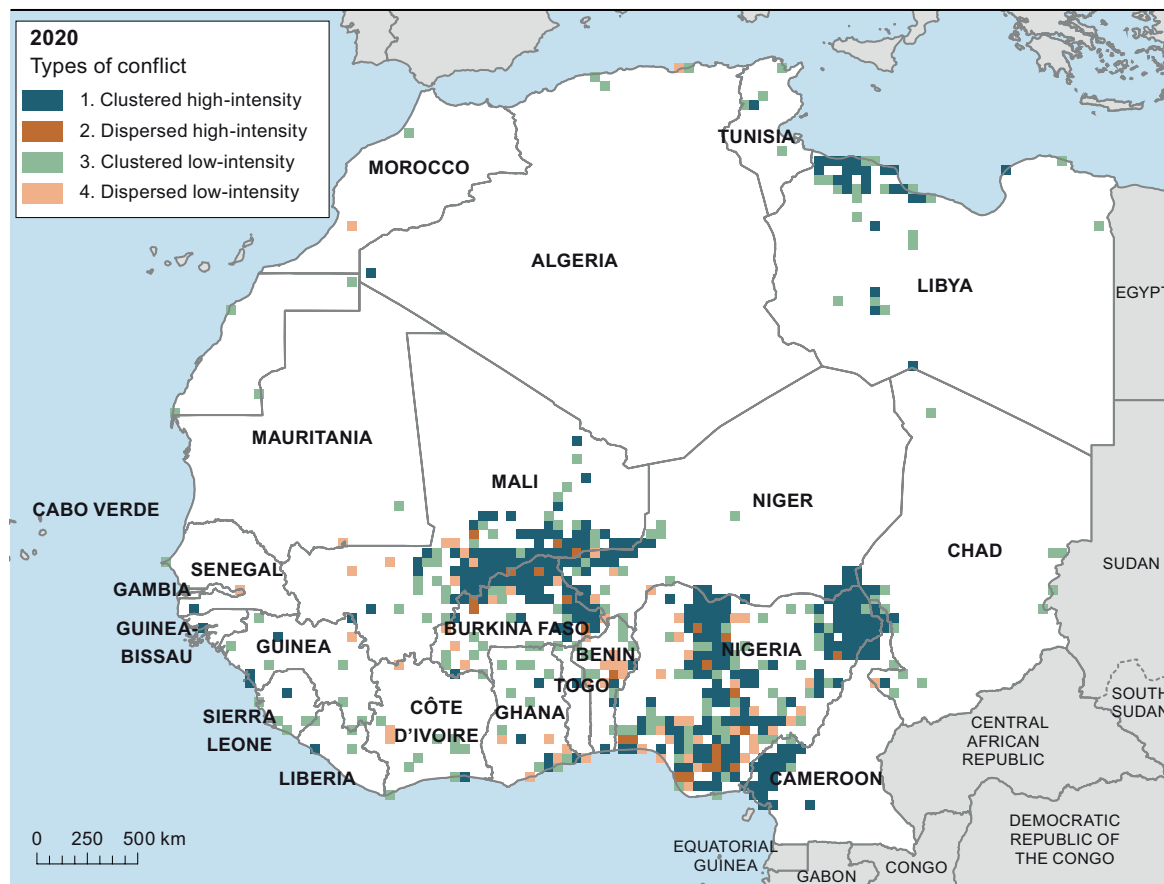 2020
Types of conflict
1. Clustered high-intensity
2. Dispersed high-intensity
3. Clustered low-intensity
4. Dispersed low-intensity
TUNISIA
MOROCCO
ALGERIA
LIBYA
EGYPT
MAURITANIA
MALI
NIGER
CABO VERDE
CHAD
SUDAN
SENEGAL
GAMBIA
GUINEA-
BISSAU
GUINEA
BURKINA FASO
BENIN
NIGERIA
TOGO
SIERRA
LEONE
CÔTE
D'IVOIRE
GHANA
SOUTH
SUDAN
CENTRAL
AFRICAN
REPUBLIC
LIBERIA
CAMEROON
DEMOCRATIC
REPUBLIC OF
THE CONGO
EQUATORIAL
GUINEA
CONGO
GABON
0 250 500 km